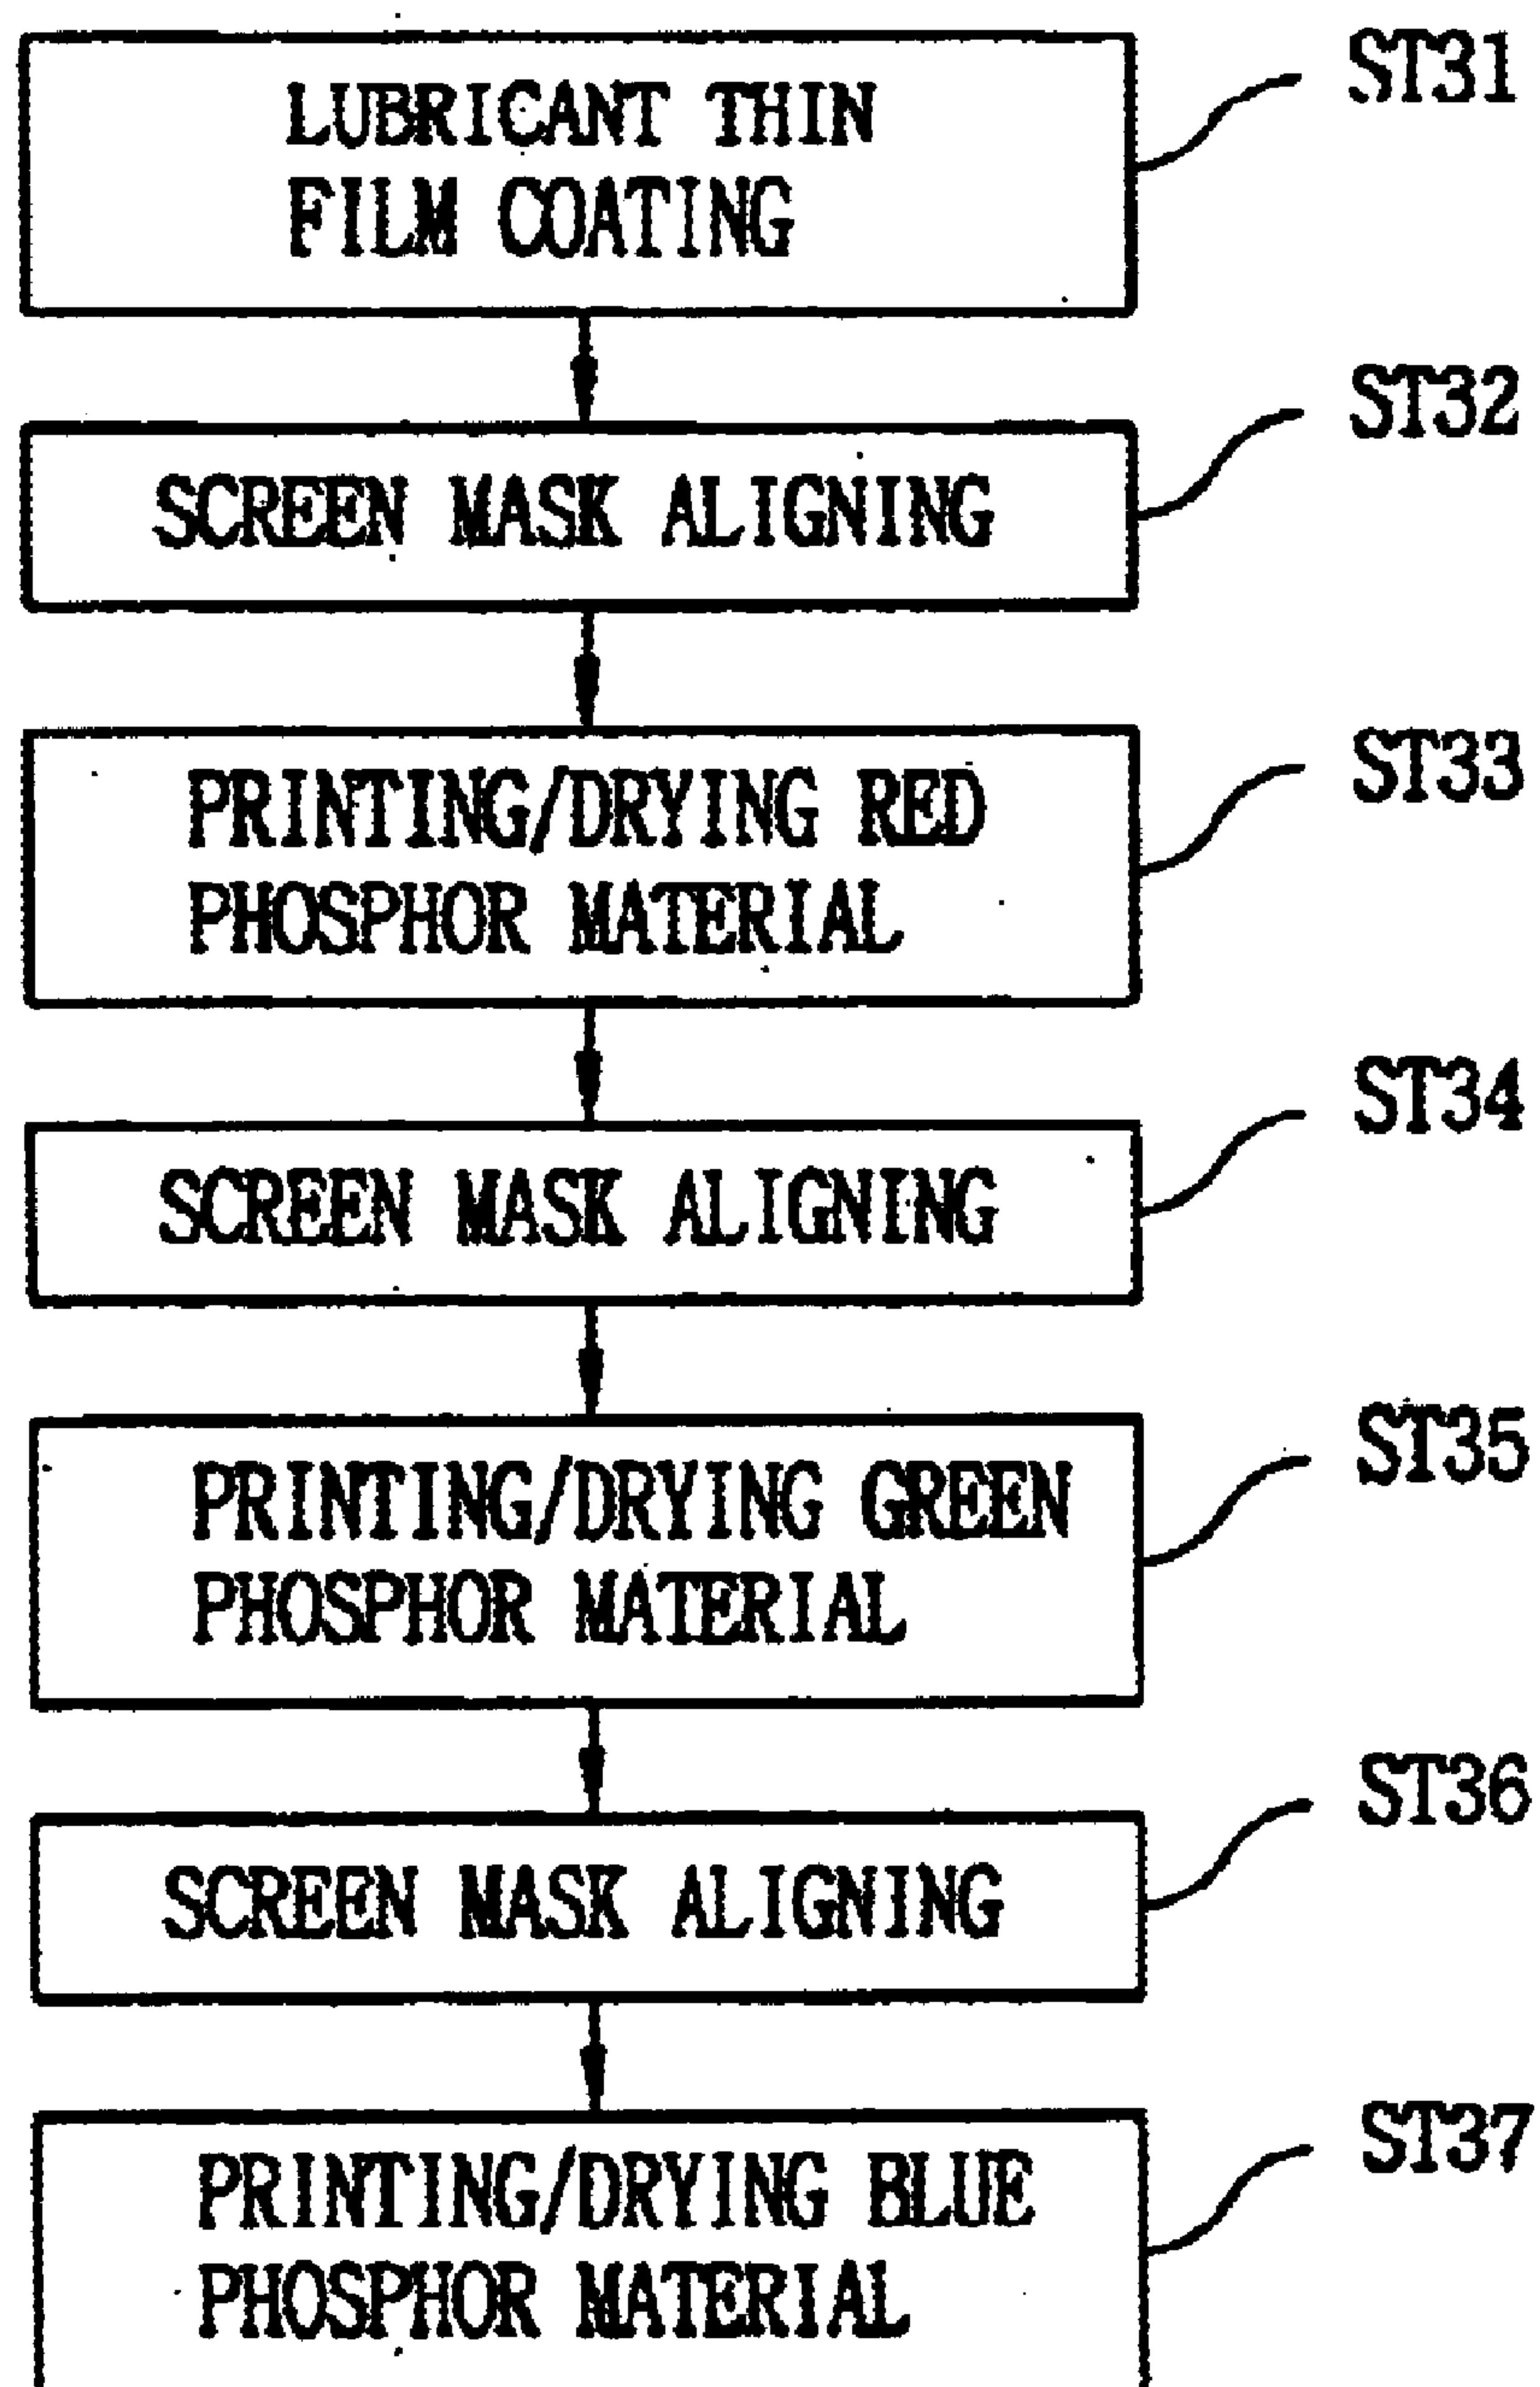 LUBRICANT THIN
FILM COATING
ST31
SCREEN MASK ALIGNING
ST32
PRINTING/DRYING RED
PHOSPHOR MATERIAL
ST33
SCREEN MASK ALIGNING
ST34
PRINTING/DRYING GREEN
PHOSPHOR MATERIAL
ST35
SCREEN MASK ALIGNING
ST36
PRINTING/DRYING BLUE
PHOSPHOR MATERIAL
ST37